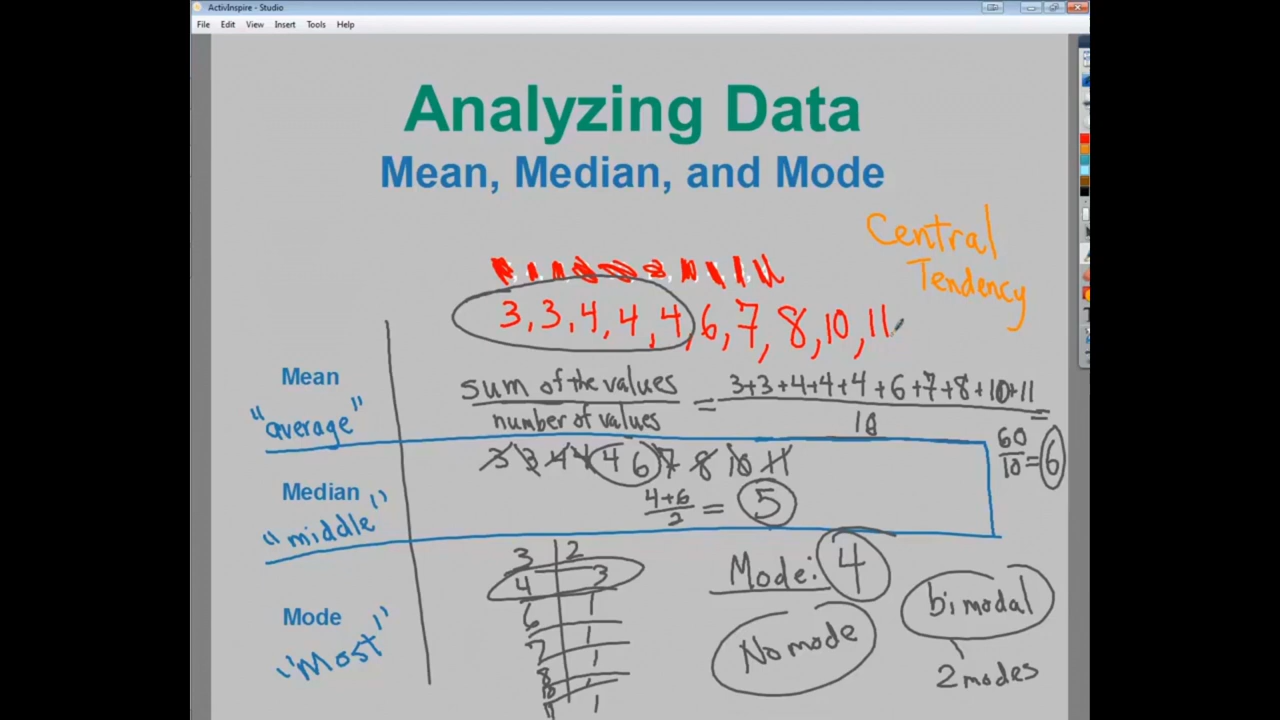 ActivInspire - Studio
File Edit View Insert Tools Help
Analyzing Data
Mean, Median, and Mode
Central
Tendency
3, 3, 4, 4, 4, 6, 7, 8, 10, 11
Mean
"average"
sum of the values
number of values
=
3+3+4+4+4+6+7+8+10+11
10
=
60
10
= 6
Median
"middle"
3 3 4 4 4 6 7 8 10 11
4+6
2
= 5
Mode
"Most"
3 2
4 3
6 1
7 1
8 1
10 1
11 1
Mode: 4
No mode
bimodal
2 modes